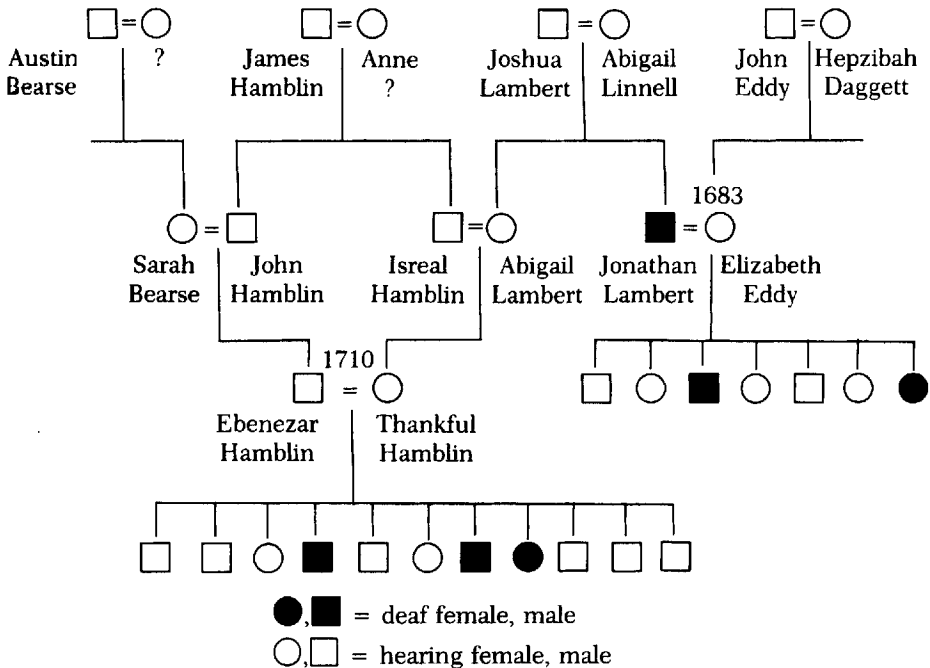 = = = =
Austin ? James Anne Joshua Abigail John Hepzibah
Bearse Hamblin ? Lambert Linnell Eddy Daggett
1683
= = =
Sarah John Isreal Abigail Jonathan Elizabeth
Bearse Hamblin Hamblin Lambert Lambert Eddy
1710
=
Ebenezar Thankful
Hamblin Hamblin
, = deaf female, male
, = hearing female, male